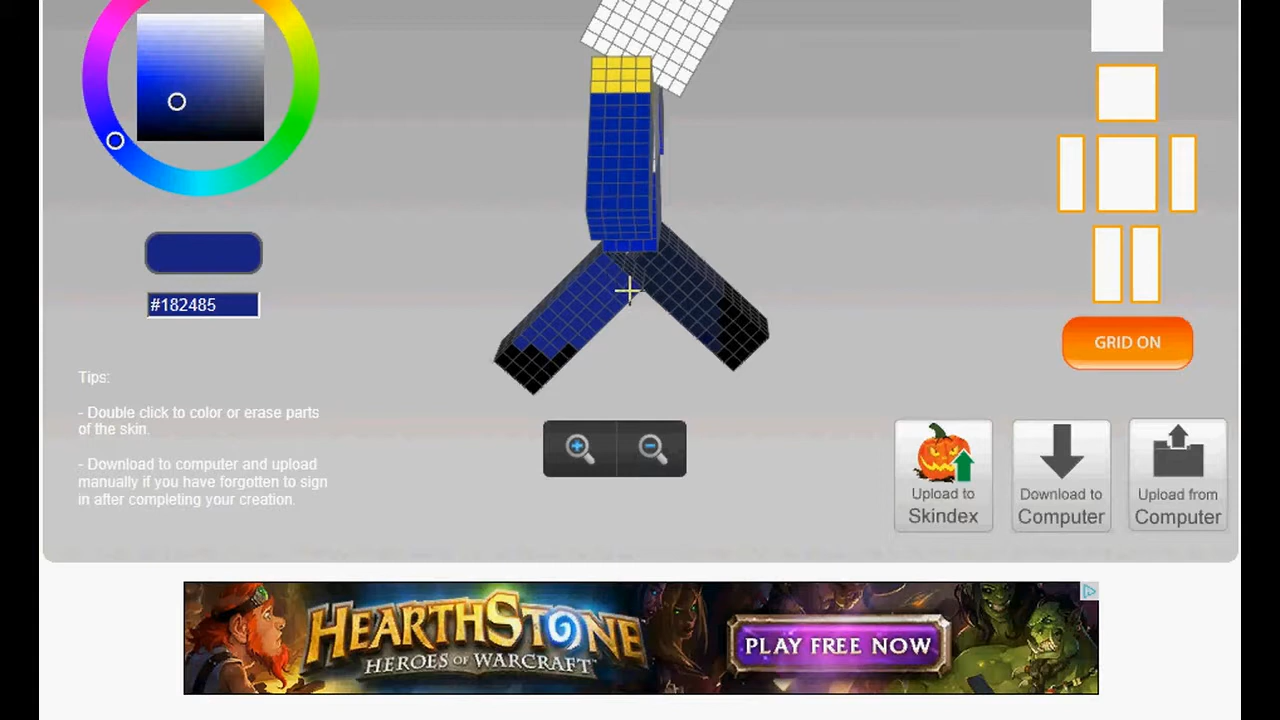 #182485
Tips:
- Double click to color or erase parts
of the skin.
- Download to computer and upload
manually if you have forgotten to sign
in after completing your creation.
GRID ON
Upload to
Skindex
Download to
Computer
Upload from
Computer
HEARTHSTONE
HEROES OF WARCRAFT™
PLAY FREE NOW